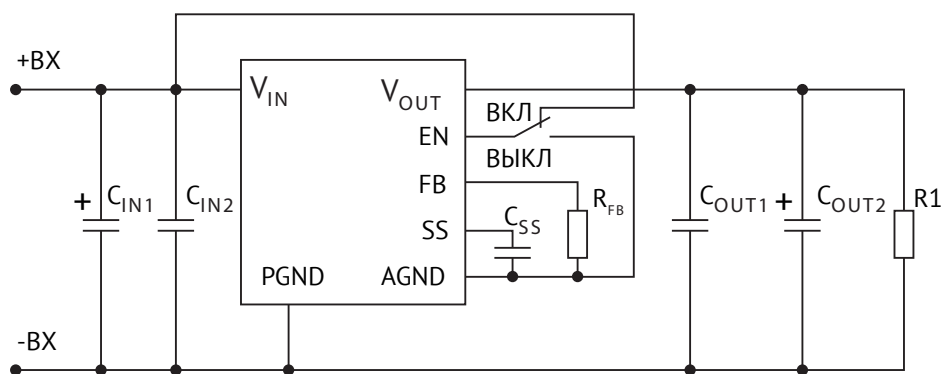 +ВХ
V_IN
V_OUT
ВКЛ
EN
ВЫКЛ
FB
+
C_IN1
C_IN2
SS
C_SS
R_FB
C_OUT1
+
C_OUT2
R1
PGND
AGND
-ВХ